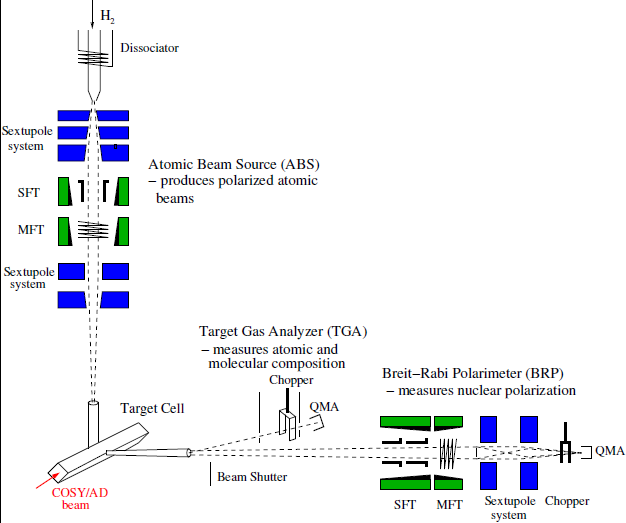 H2
Dissociator
Sextupole
system
Atomic Beam Source (ABS)
– produces polarized atomic
beams
SFT
MFT
Sextupole
system
Target Gas Analyzer (TGA)
– measures atomic and
molecular composition
Chopper
QMA
Breit–Rabi Polarimeter (BRP)
– measures nuclear polarization
Target Cell
QMA
Beam Shutter
COSY/AD
beam
SFT MFT Sextupole Chopper
system